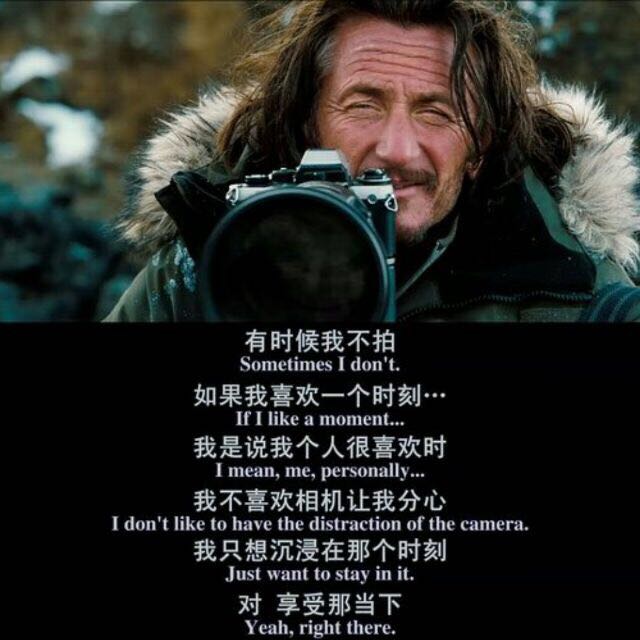 有时候我不拍
Sometimes I don't.
如果我喜欢一个时刻…
If I like a moment...
我是说我个人很喜欢时
I mean, me, personally...
我不喜欢相机让我分心
I don't like to have the distraction of the camera.
我只想沉浸在那个时刻
Just want to stay in it.
对 享受那当下
Yeah, right there.